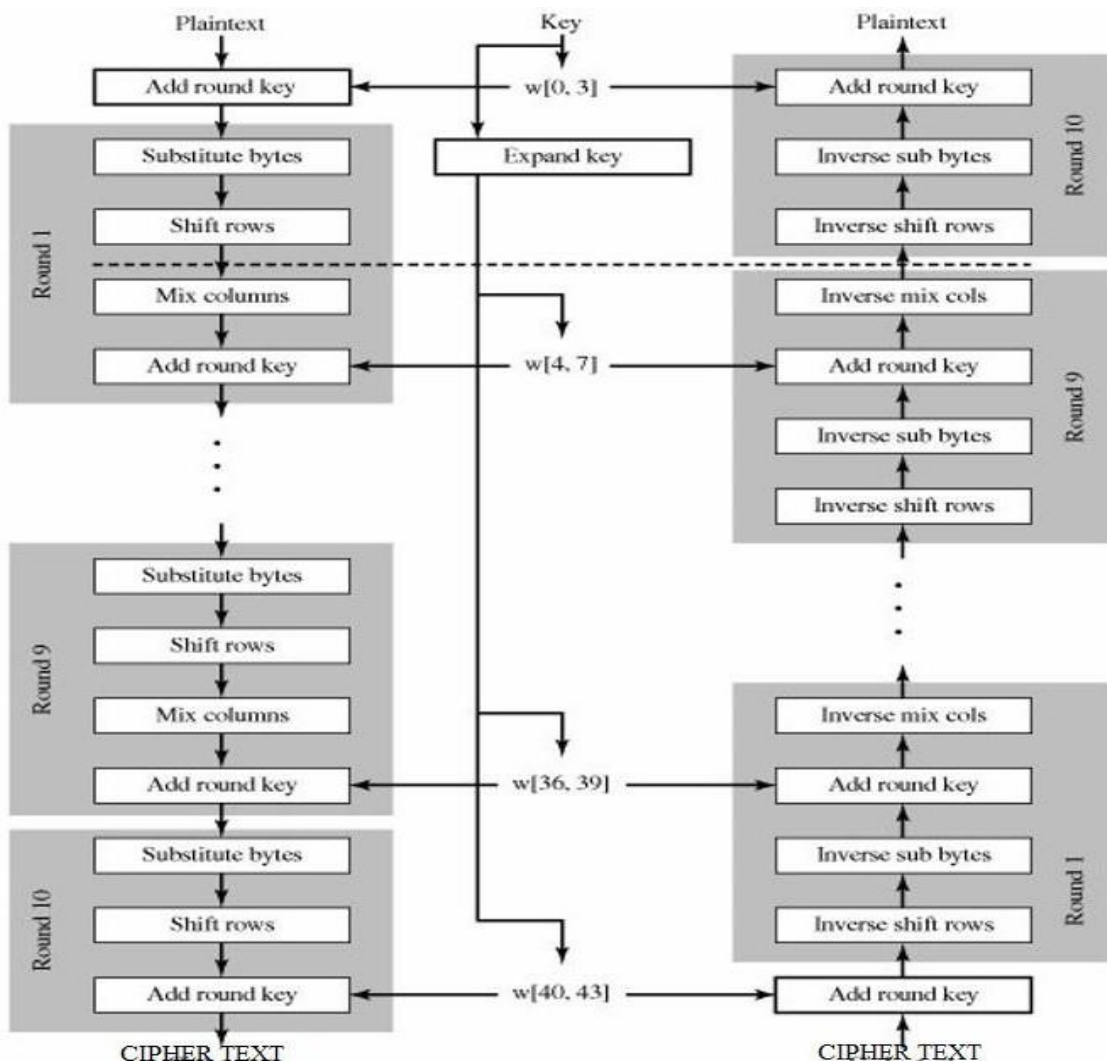 Plaintext
Key
Plaintext
Add round key
w[0, 3]
Add round key
Substitute bytes
Expand key
Inverse sub bytes
Round 10
Shift rows
Inverse shift rows
Round 1
Mix columns
Inverse mix cols
Add round key
w[4, 7]
Add round key
Round 9
Inverse sub bytes
Inverse shift rows
Substitute bytes
Shift rows
Round 9
Mix columns
Inverse mix cols
Add round key
w[36, 39]
Add round key
Substitute bytes
Inverse sub bytes
Round 1
Round 10
Shift rows
Inverse shift rows
Add round key
w[40, 43]
Add round key
CIPHER TEXT
CIPHER TEXT